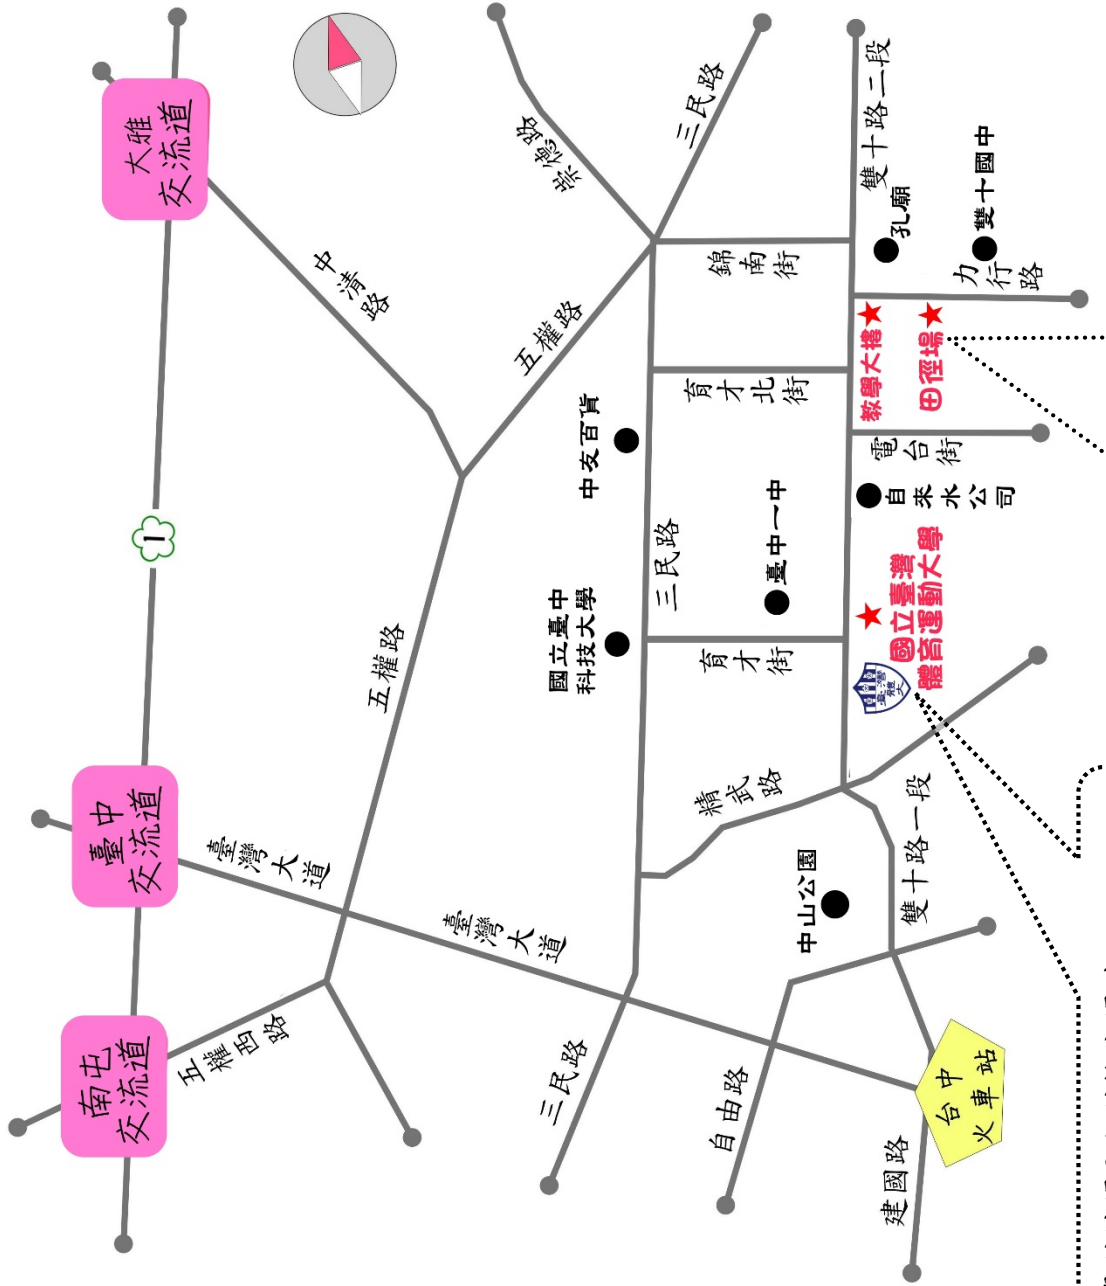 大雅
交流道
臺中
交流道
南屯
交流道
1
中清路
五權路
五權路
五權西路
臺灣大道
臺灣大道
崇德路
三民路
三民路
三民路
中友百貨
國立臺中
科技大學
錦南街
育才北街
育才街
臺中一中
精武路
中山公園
自由路
建國路
雙十路一段
雙十路二段
孔廟
雙十國中
力行路
教學大樓
田徑場
電台街
自來水公司
國立臺灣
體育運動大學
臺灣
體大
台中
火車站